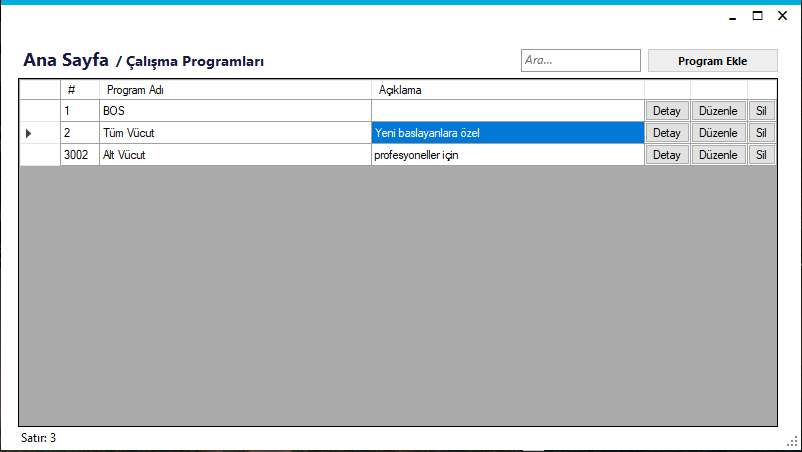 Ana Sayfa / Çalışma Programları
Ara...
Program Ekle
# Program Adı Açıklama
1 BOS Detay Düzenle Sil
2 Tüm Vücut Yeni baslayanlara özel Detay Düzenle Sil
3002 Alt Vücut profesyoneller için Detay Düzenle Sil
Satır: 3